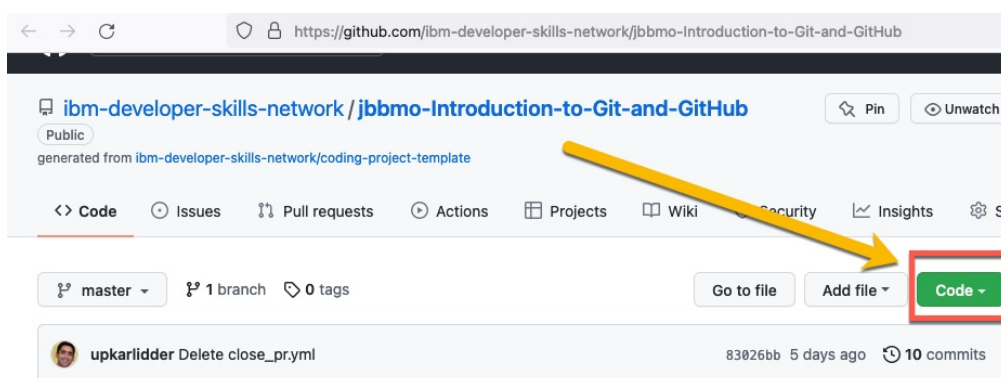 https://github.com/ibm-developer-skills-network/jbbmo-Introduction-to-Git-and-GitHub
ibm-developer-skills-network / jbbmo-Introduction-to-Git-and-GitHub
Pin
Unwatch
Public
generated from ibm-developer-skills-network/coding-project-template
<> Code Issues Pull requests Actions Projects Wiki Security Insights S
master 1 branch 0 tags Go to file Add file Code
upkarlidder Delete close_pr.yml 83026bb 5 days ago 10 commits